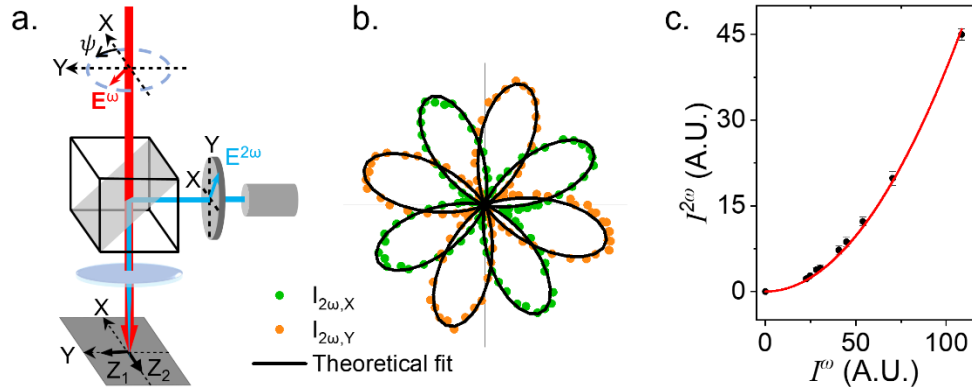 a.
X
ψ
Y
E^ω
Y
E^2ω
X
X
Y
Z₁
Z₂
b.
I₂ω,X
I₂ω,Y
Theoretical fit
c.
45
30
15
0
I^2ω (A.U.)
0 50 100
I^ω (A.U.)